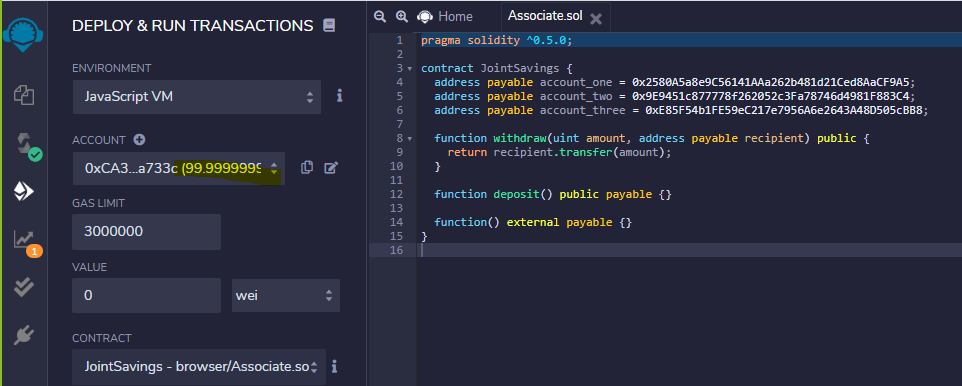 DEPLOY & RUN TRANSACTIONS
ENVIRONMENT
JavaScript VM
ACCOUNT
0xCA3...a733c (99.9999999
GAS LIMIT
3000000
VALUE
0 wei
CONTRACT
JointSavings - browser/Associate.so
1
Home
Associate.sol
1 pragma solidity ^0.5.0;
2
3 contract JointSavings {
4 address payable account_one = 0x2580A5a8e9C56141AAa262b481d21Ced8AaCF9A5;
5 address payable account_two = 0x9E9451c877778f262052c3Fa78746d4981F883C4;
6 address payable account_three = 0xE85F54b1FE59eC217e7956A6e2643A48D505cBB8;
7
8 function withdraw(uint amount, address payable recipient) public {
9 return recipient.transfer(amount);
10 }
11
12 function deposit() public payable {}
13
14 function() external payable {}
15 }
16